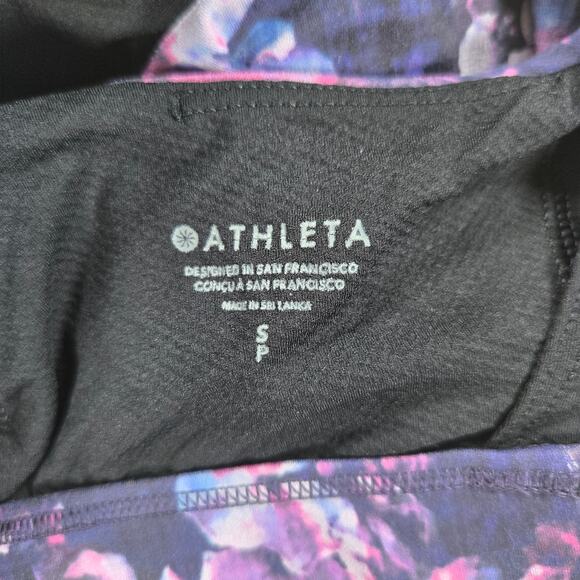 ATHLETA
DESIGNED IN SAN FRANCISCO
CONÇU À SAN FRANCISCO
MADE IN SRI LANKA
S
P